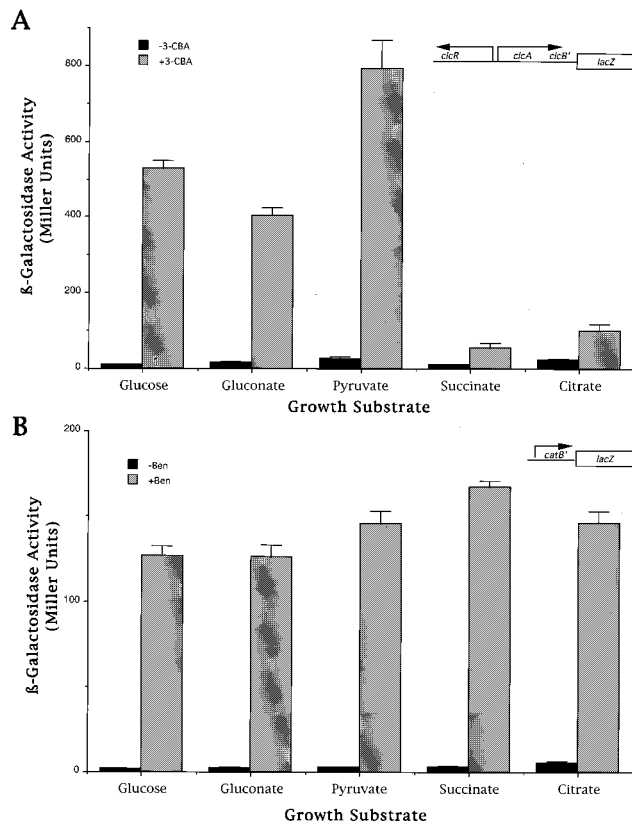 A
-3-CBA
+3-CBA
clcR clcA clcB' lacZ
ß-Galactosidase Activity
(Miller Units)
800
600
400
200
0
Glucose Gluconate Pyruvate Succinate Citrate
Growth Substrate
B
-Ben
+Ben
catB' lacZ
ß-Galactosidase Activity
(Miller Units)
200
100
0
Glucose Gluconate Pyruvate Succinate Citrate
Growth Substrate